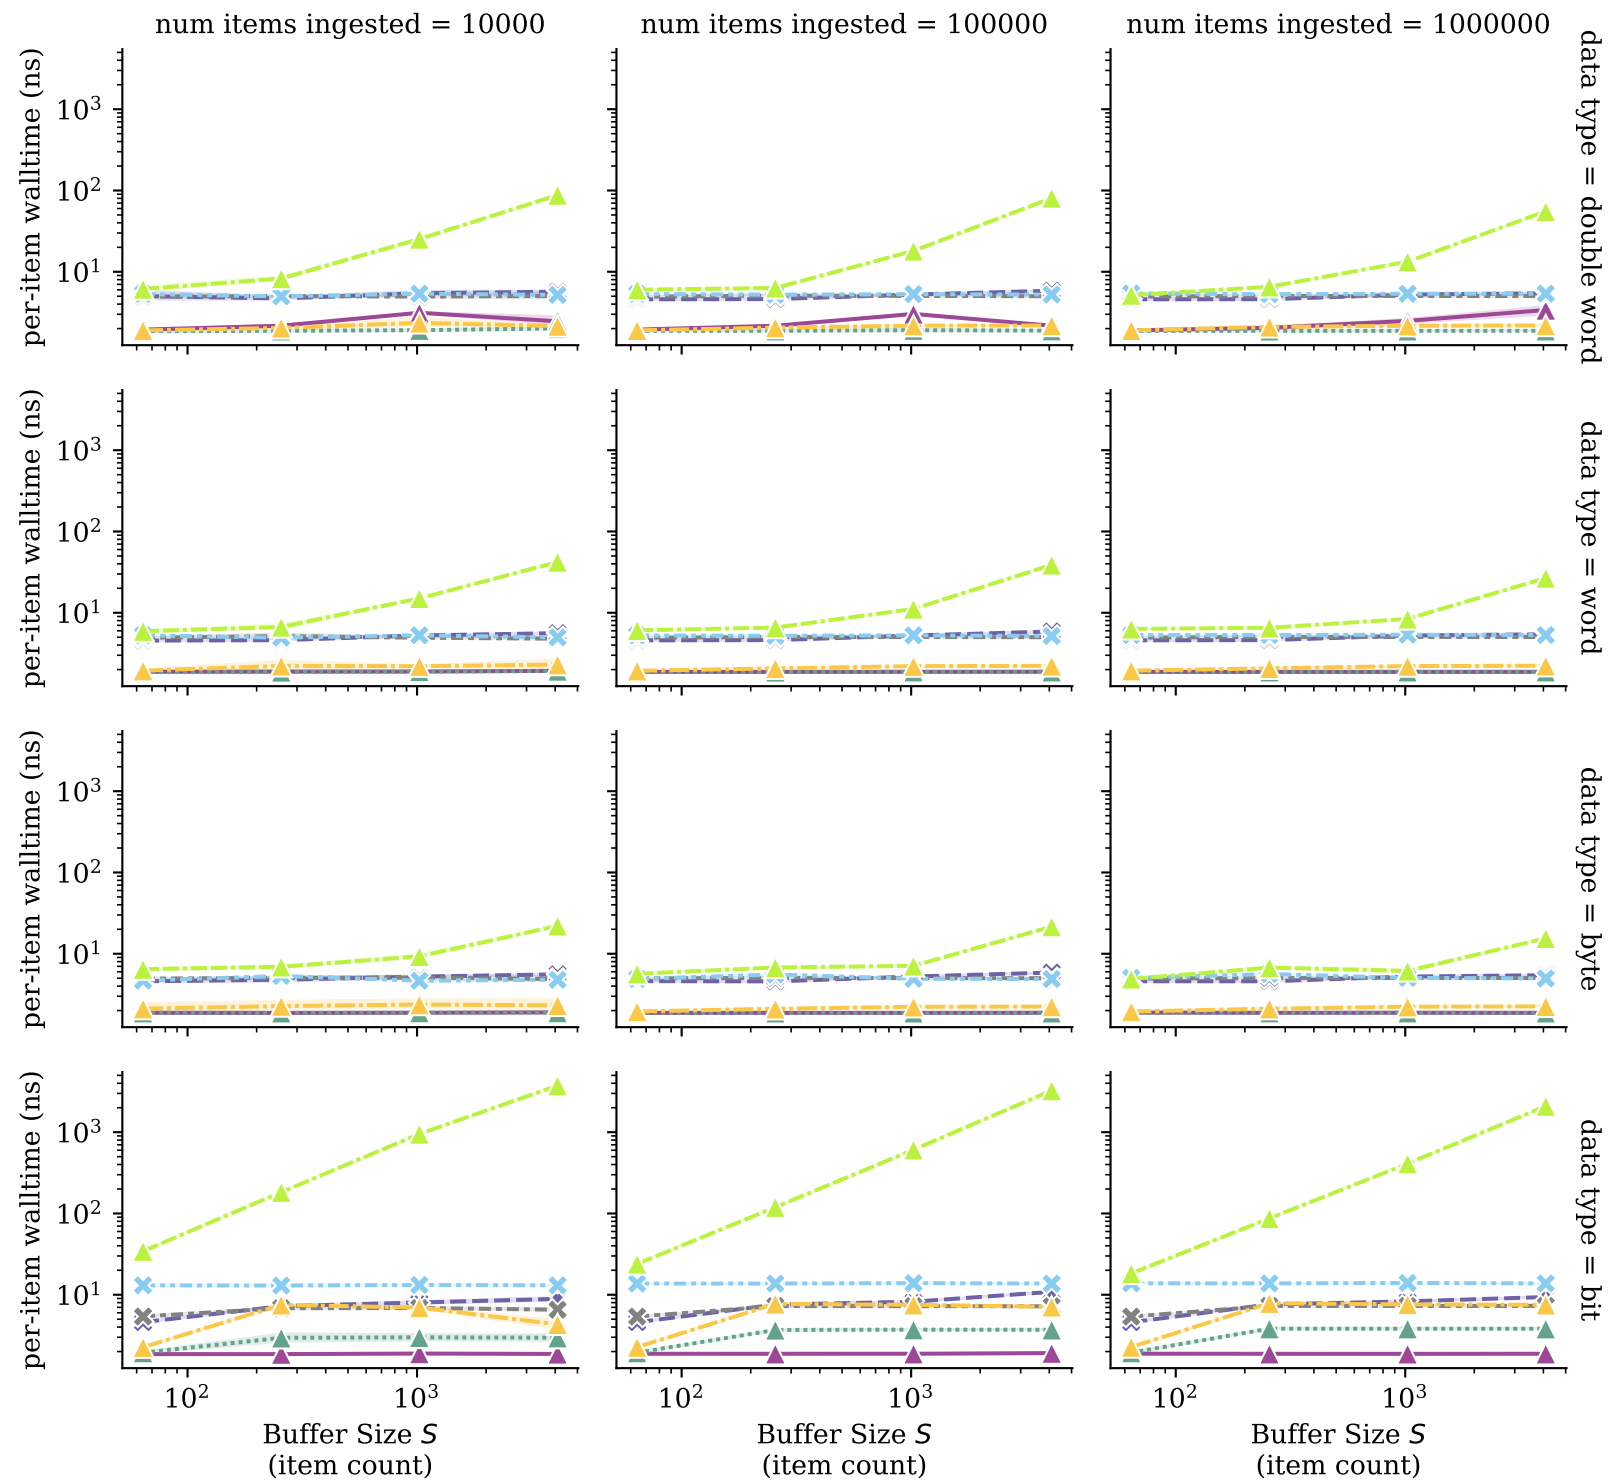 num items ingested = 10000
num items ingested = 100000
num items ingested = 1000000
per-item walltime (ns)
10³
10²
10¹
data type = double word
per-item walltime (ns)
10³
10²
10¹
data type = word
per-item walltime (ns)
10³
10²
10¹
data type = byte
per-item walltime (ns)
10³
10²
10¹
data type = bit
10² 10³
10² 10³
10² 10³
Buffer Size S
(item count)
Buffer Size S
(item count)
Buffer Size S
(item count)